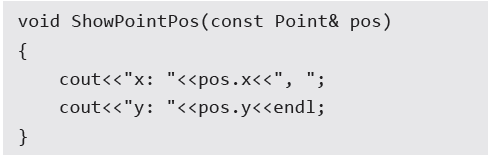 void ShowPointPos(const Point& pos)
{
    cout<<"x: "<<pos.x<<", ";
    cout<<"y: "<<pos.y<<endl;
}